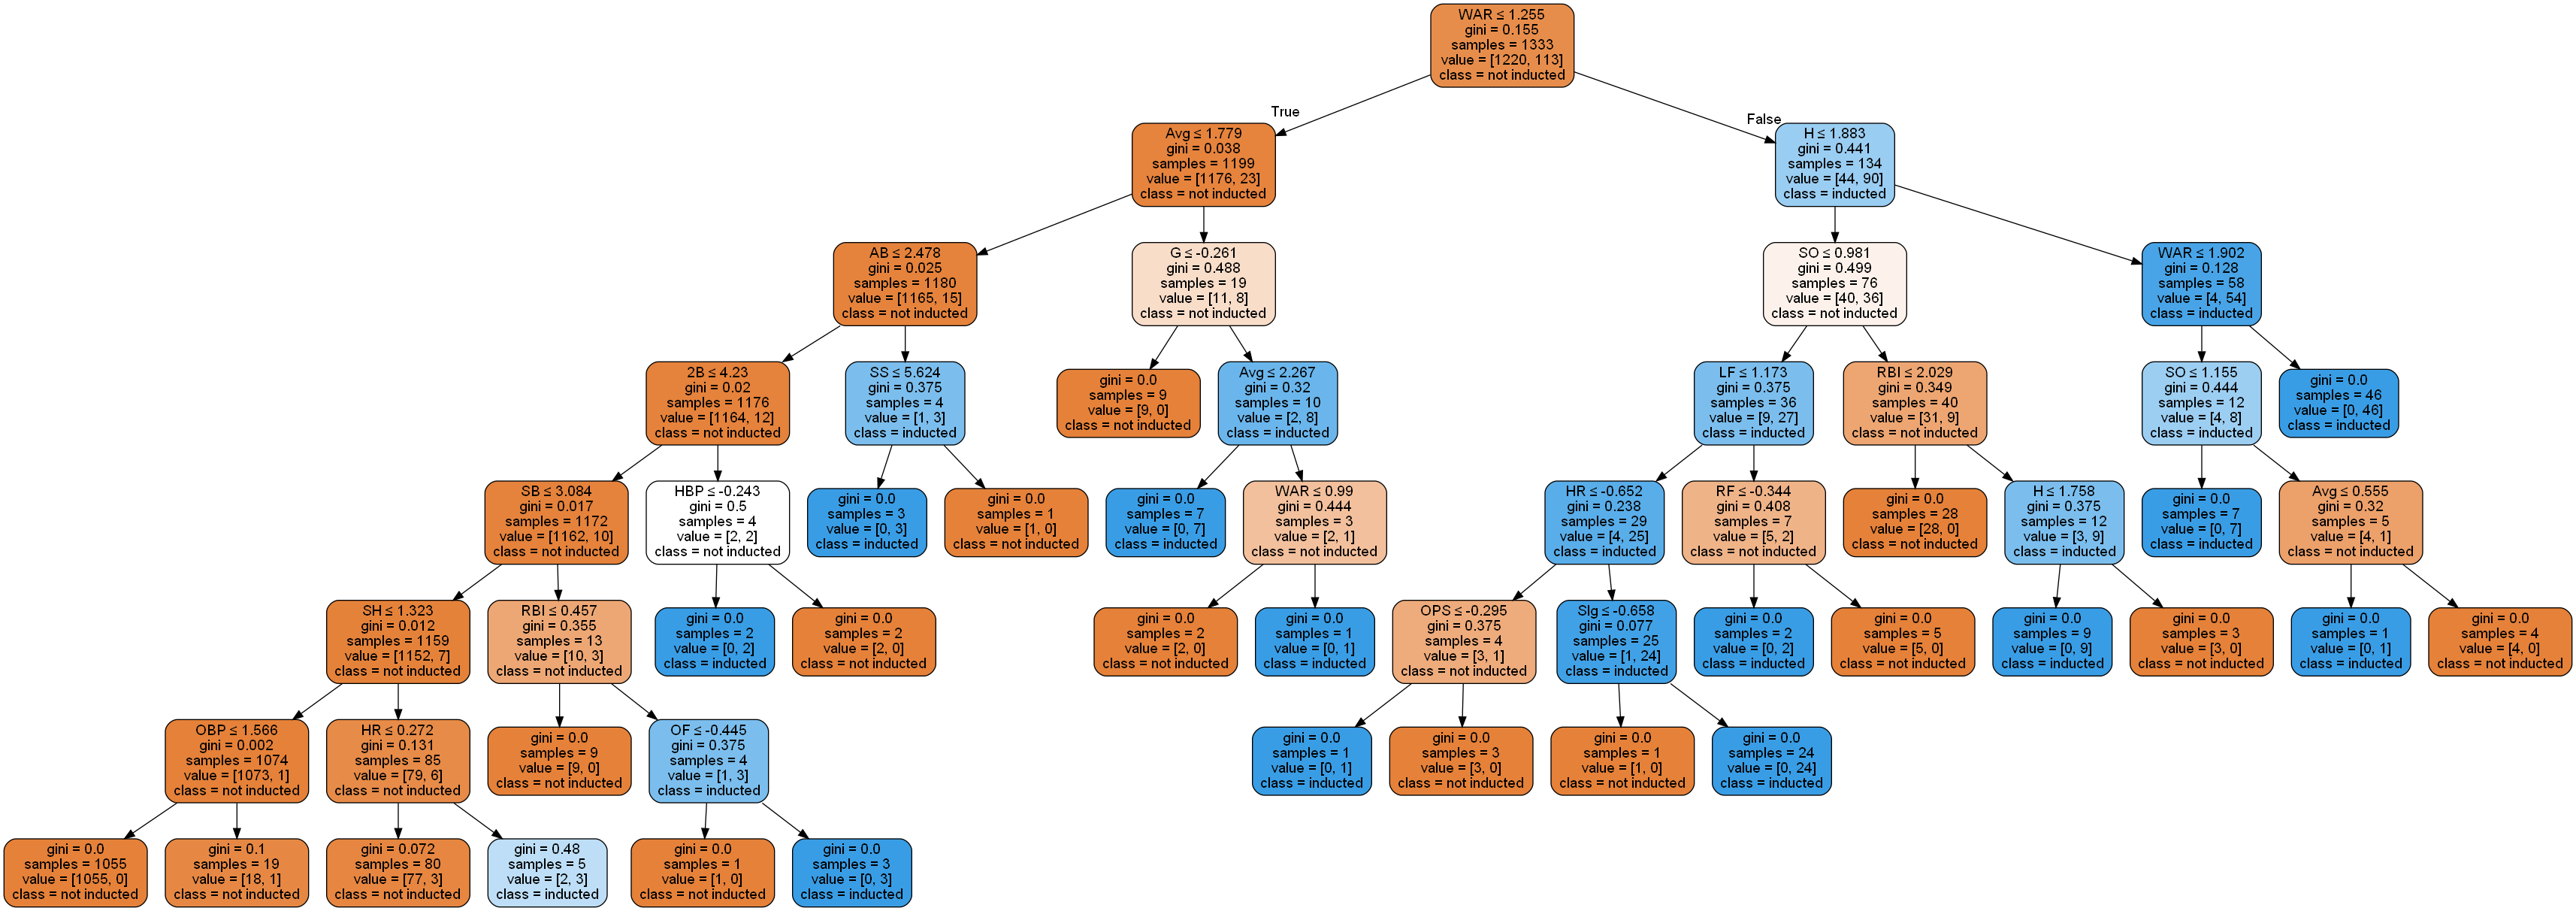 WAR ≤ 1.255
gini = 0.155
samples = 1333
value = [1220, 113]
class = not inducted
True
False
Avg ≤ 1.779
gini = 0.038
samples = 1199
value = [1176, 23]
class = not inducted
H ≤ 1.883
gini = 0.441
samples = 134
value = [44, 90]
class = inducted
AB ≤ 2.478
gini = 0.025
samples = 1180
value = [1165, 15]
class = not inducted
G ≤ -0.261
gini = 0.488
samples = 19
value = [11, 8]
class = not inducted
SO ≤ 0.981
gini = 0.499
samples = 76
value = [40, 36]
class = not inducted
WAR ≤ 1.902
gini = 0.128
samples = 58
value = [4, 54]
class = inducted
2B ≤ 4.23
gini = 0.02
samples = 1176
value = [1164, 12]
class = not inducted
SS ≤ 5.624
gini = 0.375
samples = 4
value = [1, 3]
class = inducted
gini = 0.0
samples = 9
value = [9, 0]
class = not inducted
Avg ≤ 2.267
gini = 0.32
samples = 10
value = [2, 8]
class = inducted
LF ≤ 1.173
gini = 0.375
samples = 36
value = [9, 27]
class = inducted
RBI ≤ 2.029
gini = 0.349
samples = 40
value = [31, 9]
class = not inducted
SO ≤ 1.155
gini = 0.444
samples = 12
value = [4, 8]
class = inducted
gini = 0.0
samples = 46
value = [0, 46]
class = inducted
SB ≤ 3.084
gini = 0.017
samples = 1172
value = [1162, 10]
class = not inducted
HBP ≤ -0.243
gini = 0.5
samples = 4
value = [2, 2]
class = not inducted
gini = 0.0
samples = 3
value = [0, 3]
class = inducted
gini = 0.0
samples = 1
value = [1, 0]
class = not inducted
gini = 0.0
samples = 7
value = [0, 7]
class = inducted
WAR ≤ 0.99
gini = 0.444
samples = 3
value = [2, 1]
class = not inducted
HR ≤ -0.652
gini = 0.238
samples = 29
value = [4, 25]
class = inducted
RF ≤ -0.344
gini = 0.408
samples = 7
value = [5, 2]
class = not inducted
gini = 0.0
samples = 28
value = [28, 0]
class = not inducted
H ≤ 1.758
gini = 0.375
samples = 12
value = [3, 9]
class = inducted
gini = 0.0
samples = 7
value = [0, 7]
class = inducted
Avg ≤ 0.555
gini = 0.32
samples = 5
value = [4, 1]
class = not inducted
SH ≤ 1.323
gini = 0.012
samples = 1159
value = [1152, 7]
class = not inducted
RBI ≤ 0.457
gini = 0.355
samples = 13
value = [10, 3]
class = not inducted
gini = 0.0
samples = 2
value = [0, 2]
class = inducted
gini = 0.0
samples = 2
value = [2, 0]
class = not inducted
gini = 0.0
samples = 2
value = [2, 0]
class = not inducted
gini = 0.0
samples = 1
value = [0, 1]
class = inducted
OPS ≤ -0.295
gini = 0.375
samples = 4
value = [3, 1]
class = not inducted
Slg ≤ -0.658
gini = 0.077
samples = 25
value = [1, 24]
class = inducted
gini = 0.0
samples = 2
value = [0, 2]
class = inducted
gini = 0.0
samples = 5
value = [5, 0]
class = not inducted
gini = 0.0
samples = 9
value = [0, 9]
class = inducted
gini = 0.0
samples = 3
value = [3, 0]
class = not inducted
gini = 0.0
samples = 1
value = [0, 1]
class = inducted
gini = 0.0
samples = 4
value = [4, 0]
class = not inducted
OBP ≤ 1.566
gini = 0.002
samples = 1074
value = [1073, 1]
class = not inducted
HR ≤ 0.272
gini = 0.131
samples = 85
value = [79, 6]
class = not inducted
gini = 0.0
samples = 9
value = [9, 0]
class = not inducted
OF ≤ -0.445
gini = 0.375
samples = 4
value = [1, 3]
class = inducted
gini = 0.0
samples = 1
value = [0, 1]
class = inducted
gini = 0.0
samples = 3
value = [3, 0]
class = not inducted
gini = 0.0
samples = 1
value = [1, 0]
class = not inducted
gini = 0.0
samples = 24
value = [0, 24]
class = inducted
gini = 0.0
samples = 1055
value = [1055, 0]
class = not inducted
gini = 0.1
samples = 19
value = [18, 1]
class = not inducted
gini = 0.072
samples = 80
value = [77, 3]
class = not inducted
gini = 0.48
samples = 5
value = [2, 3]
class = inducted
gini = 0.0
samples = 1
value = [1, 0]
class = not inducted
gini = 0.0
samples = 3
value = [0, 3]
class = inducted